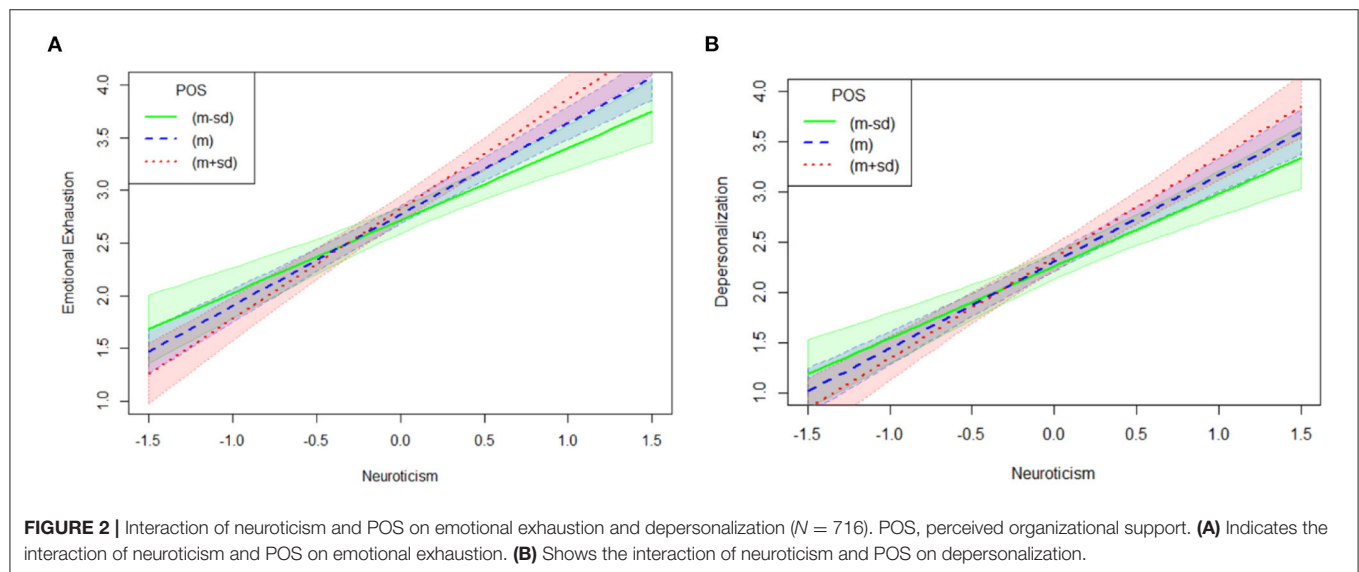 A
POS
(m-sd)
(m)
(m+sd)
Emotional Exhaustion
4.0
3.5
3.0
2.5
2.0
1.5
1.0
-1.5 -1.0 -0.5 0.0 0.5 1.0 1.5
Neuroticism
B
POS
(m-sd)
(m)
(m+sd)
Depersonalization
4.0
3.5
3.0
2.5
2.0
1.5
1.0
-1.5 -1.0 -0.5 0.0 0.5 1.0 1.5
Neuroticism
FIGURE 2 | Interaction of neuroticism and POS on emotional exhaustion and depersonalization (N = 716). POS, perceived organizational support. (A) Indicates the
interaction of neuroticism and POS on emotional exhaustion. (B) Shows the interaction of neuroticism and POS on depersonalization.